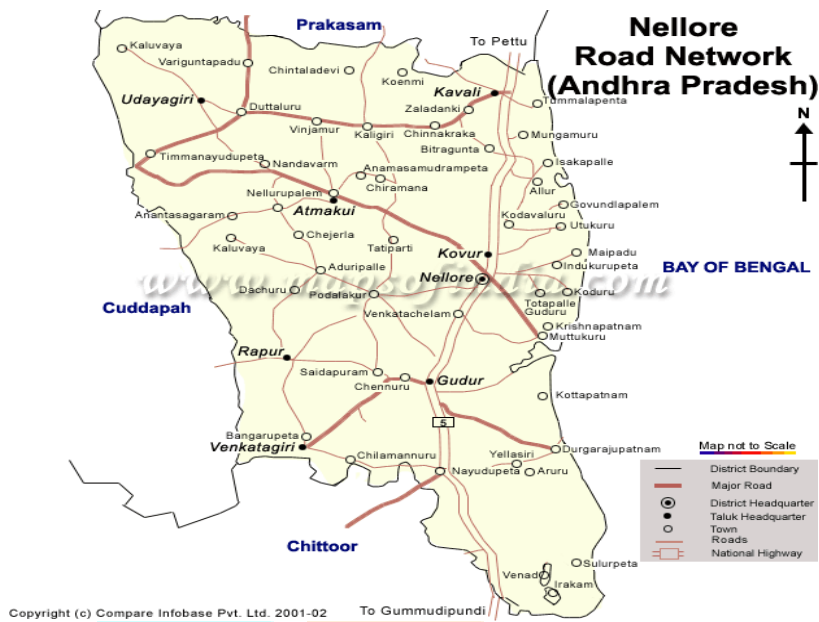 Nellore
Road Network
(Andhra Pradesh)
Prakasam
To Pettu
Kaluvaya
Variguntapadu
Chintaladevi
Koenmi
Kavali
Udayagiri
Duttaluru
Zaladanki
Tummalapenta
N
Vinjamur
Kaligiri
Chinnakraka
Mungamuru
Bitragunta
Timmanayudupeta
Nandavarm
Anamasamudrampeta
Isakapalle
Chiramana
Allur
Nellurupalem
Atmakui
Anantasagaram
Govundlapalem
Kodavaluru
Utukuru
Kaluvaya
Chejerla
Tatiparti
Kovur
Maipadu
Indukurupeta
BAY OF BENGAL
Aduripalle
Nellore
www.mapsofindia.com
Dachuru
Podalakur
Koduru
Totapalle
Guduru
Cuddapah
Venkatachelam
Krishnapatnam
Muttukuru
Rapur
Saidapuram
Chennuru
Gudur
Kottapatnam
5
Bangarupeta
Venkatagiri
Chilamannuru
Yellasiri
Durgarajupatnam
Nayudupeta
Aruru
Map not to Scale
District Boundary
Major Road
District Headquarter
Taluk Headquarter
Town
Roads
National Highway
Chittoor
Venad
Sulurpeta
Irakam
Copyright (c) Compare Infobase Pvt. Ltd. 2001-02
To Gummudipundi